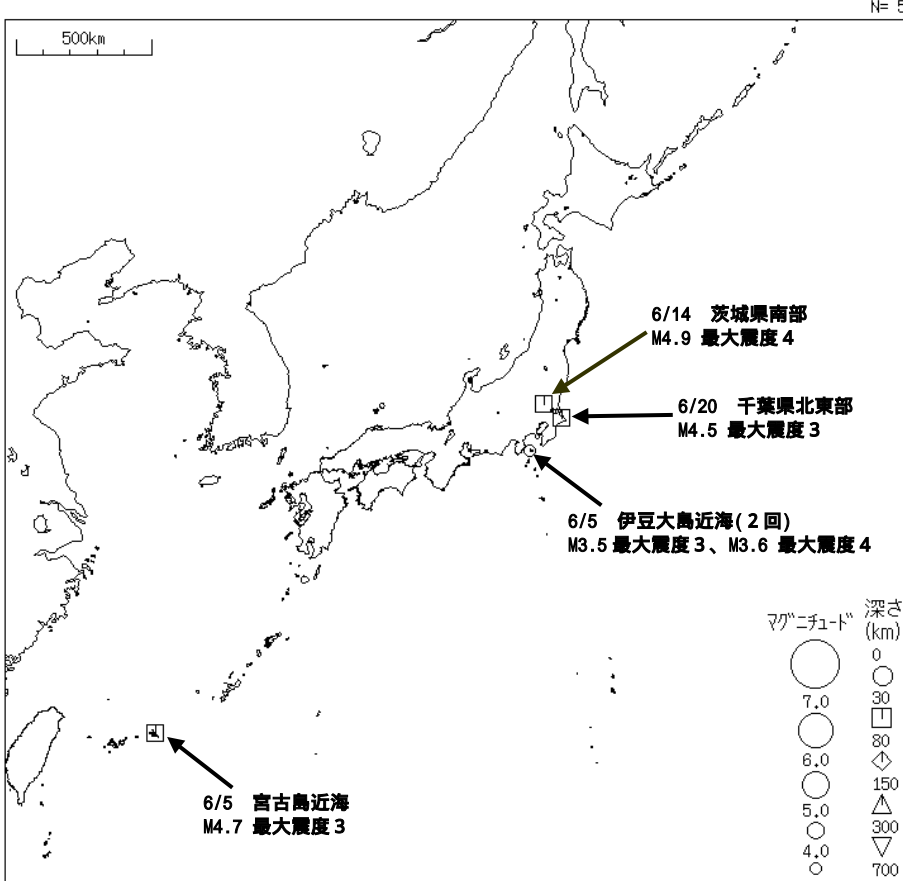 N= 5
500km
6/14 茨城県南部
M4.9 最大震度４
6/20 千葉県北東部
M4.5 最大震度３
6/5 伊豆大島近海(２回)
M3.5 最大震度３、M3.6 最大震度４
6/5 宮古島近海
M4.7 最大震度３
マグニチュード
7.0
6.0
5.0
4.0
深さ
(km)
0
30
80
150
300
700